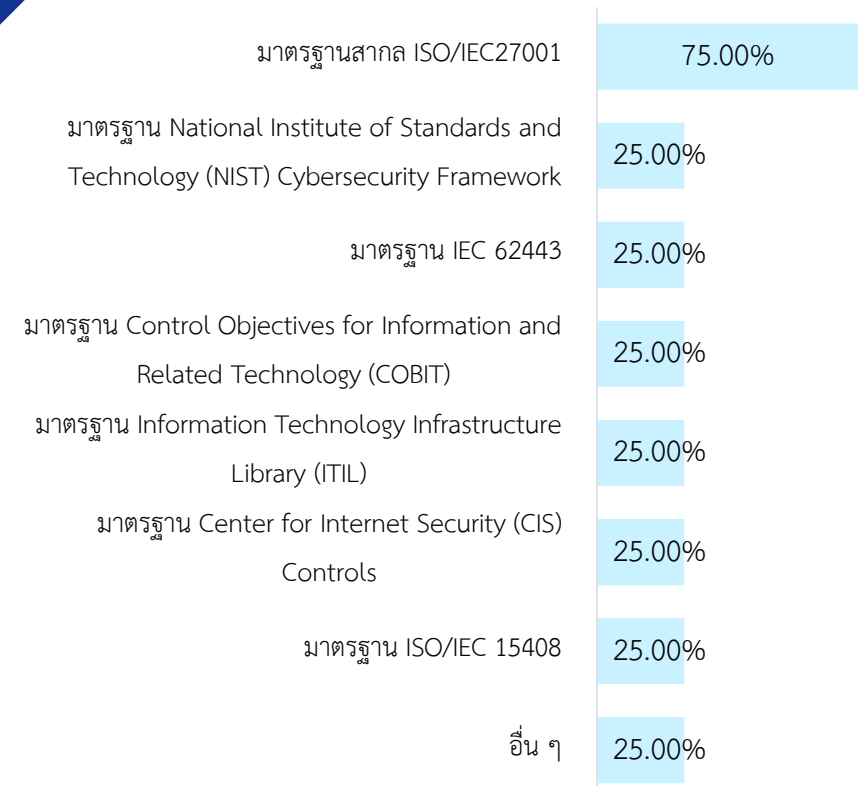 มาตรฐานสากล ISO/IEC27001
75.00%
มาตรฐาน National Institute of Standards and
Technology (NIST) Cybersecurity Framework
25.00%
มาตรฐาน IEC 62443
25.00%
มาตรฐาน Control Objectives for Information and
Related Technology (COBIT)
25.00%
มาตรฐาน Information Technology Infrastructure
Library (ITIL)
25.00%
มาตรฐาน Center for Internet Security (CIS)
Controls
25.00%
มาตรฐาน ISO/IEC 15408
25.00%
อื่น ๆ
25.00%